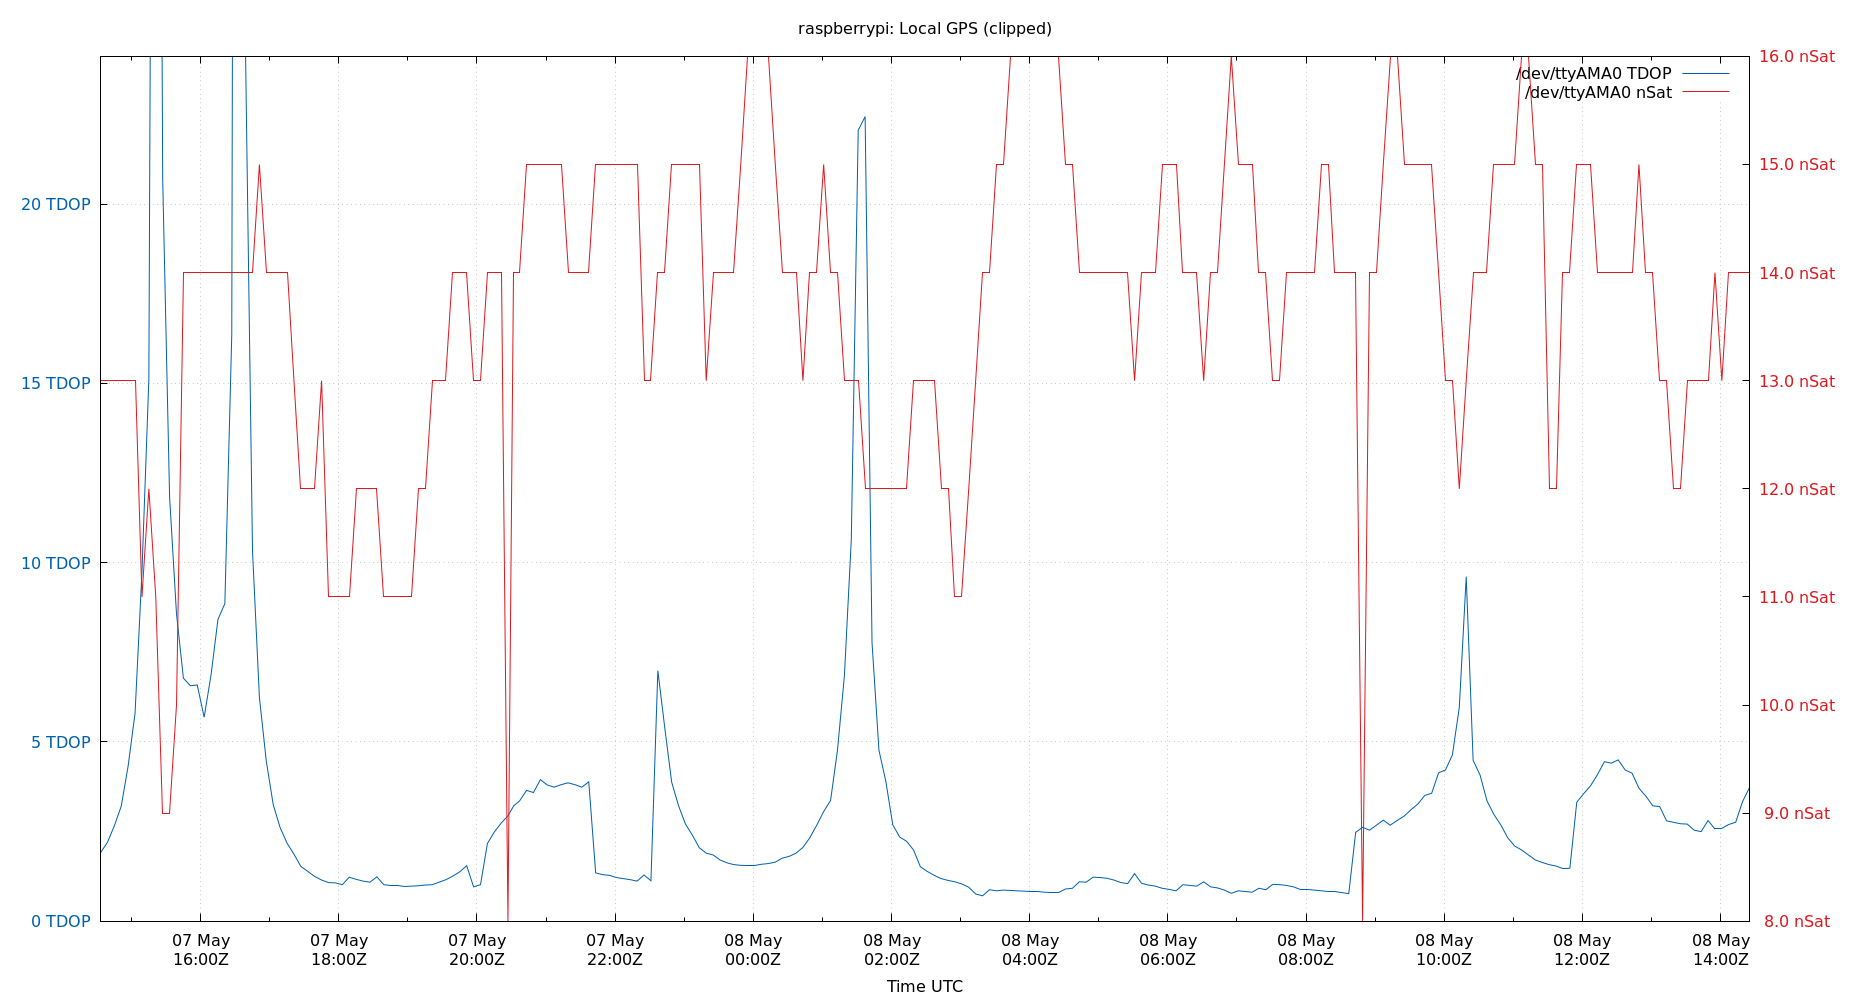 raspberrypi: Local GPS (clipped)
/dev/ttyAMA0 TDOP
/dev/ttyAMA0 nSat
20 TDOP
15 TDOP
10 TDOP
5 TDOP
0 TDOP
16.0 nSat
15.0 nSat
14.0 nSat
13.0 nSat
12.0 nSat
11.0 nSat
10.0 nSat
9.0 nSat
8.0 nSat
07 May 07 May 07 May 07 May 08 May 08 May 08 May 08 May 08 May 08 May 08 May 08 May
16:00Z 18:00Z 20:00Z 22:00Z 00:00Z 02:00Z 04:00Z 06:00Z 08:00Z 10:00Z 12:00Z 14:00Z
Time UTC